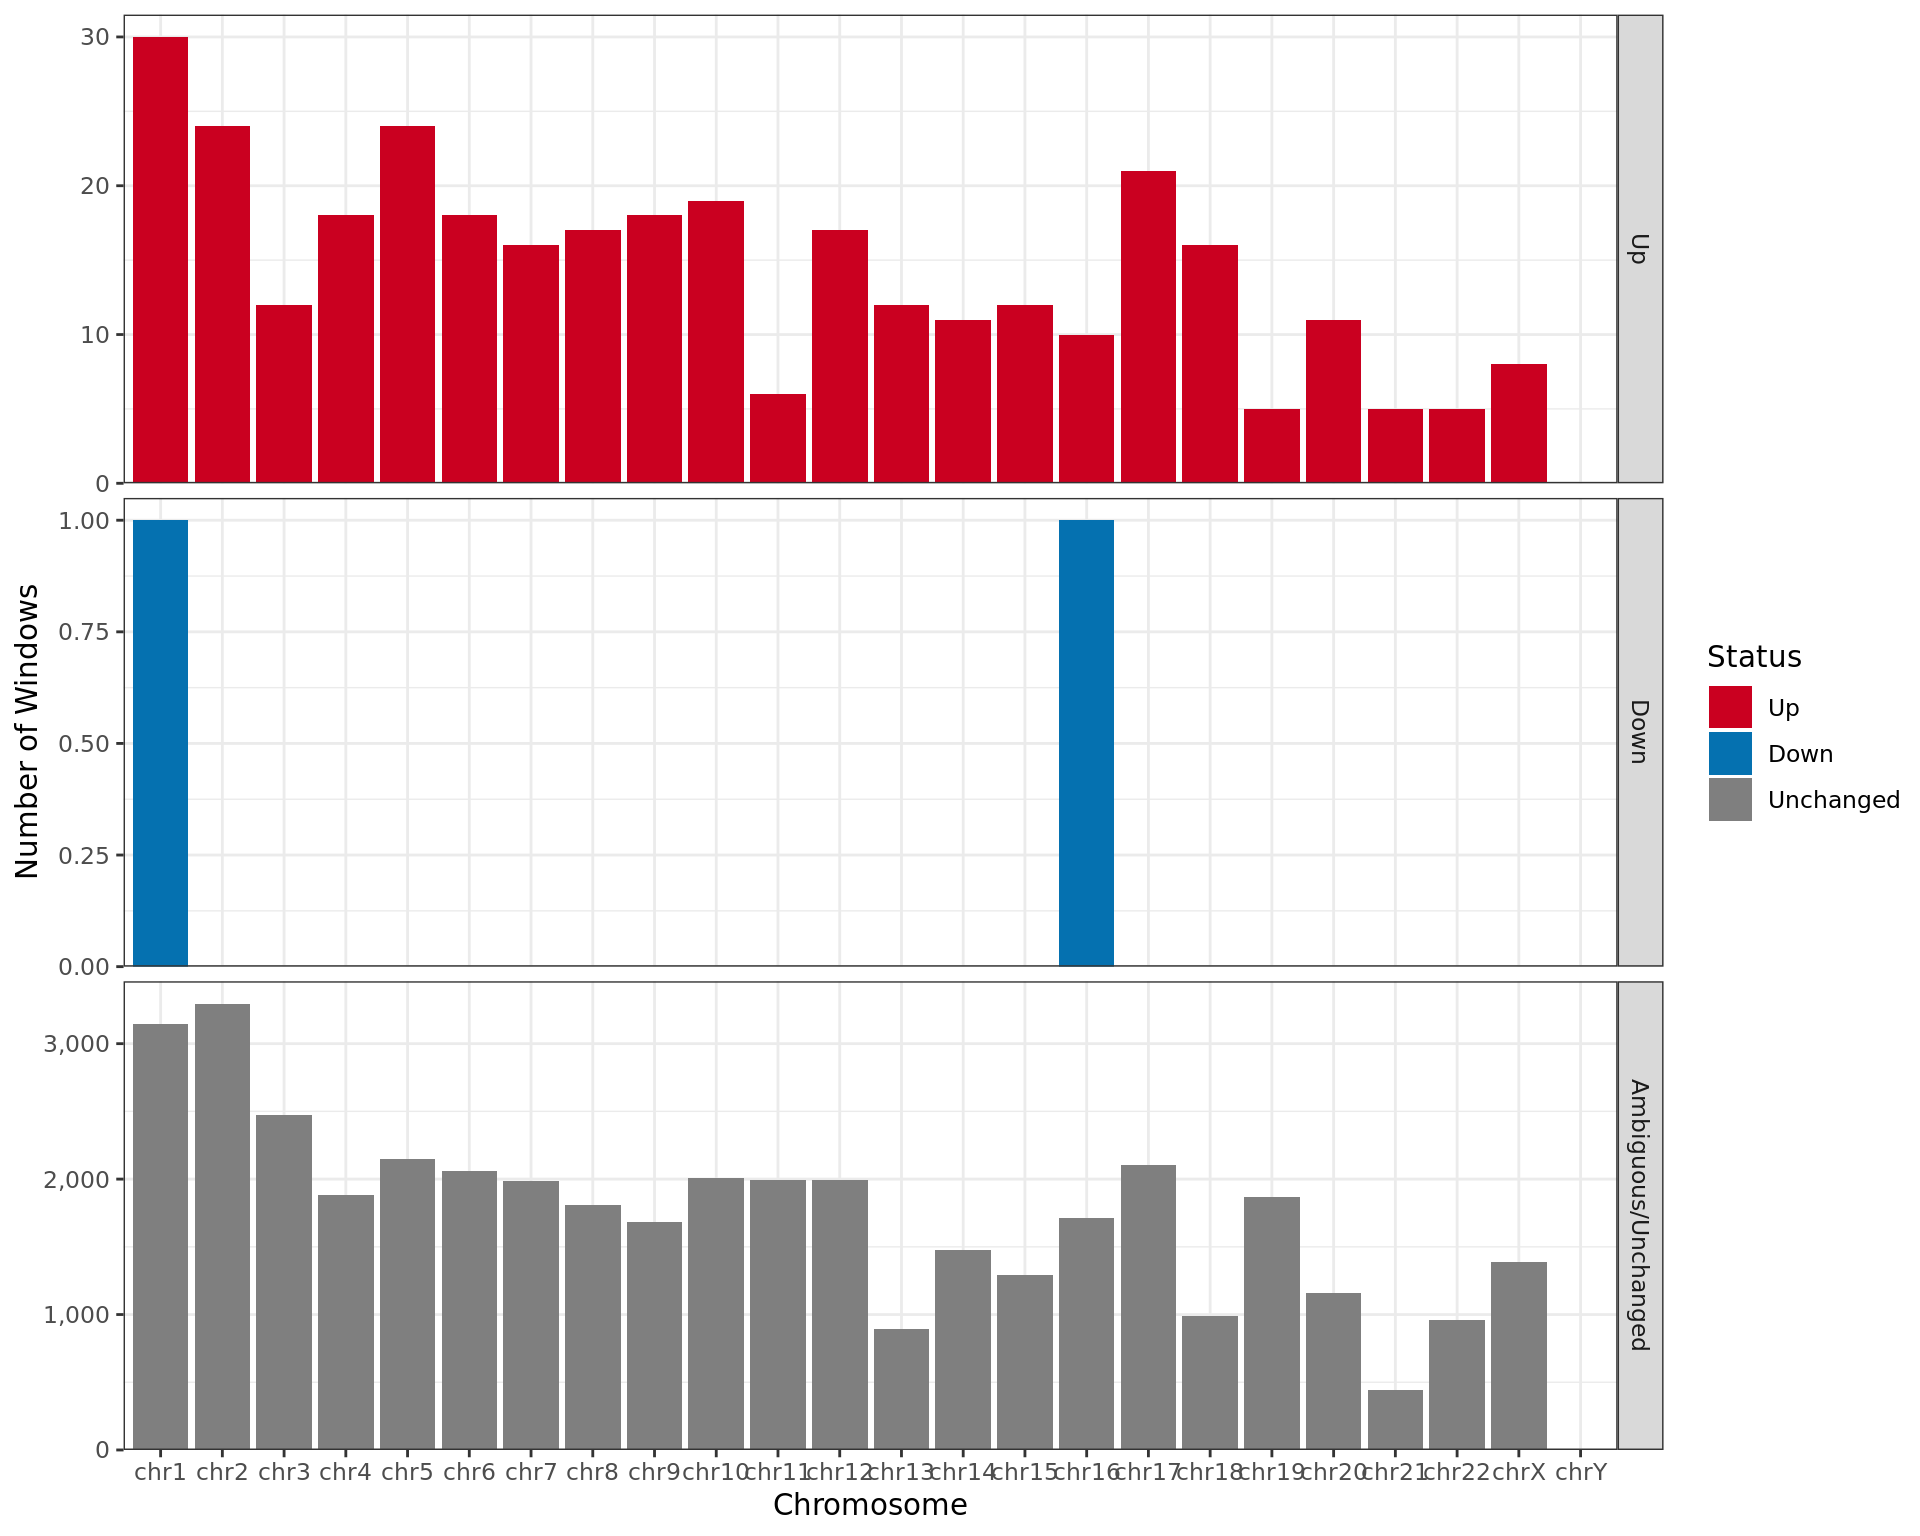 30
20
10
0
Up
1.00
0.75
0.50
0.25
0.00
Down
3,000
2,000
1,000
0
Ambiguous/Unchanged
chr1 chr2 chr3 chr4 chr5 chr6 chr7 chr8 chr9 chr10 chr11 chr12 chr13 chr14 chr15 chr16 chr17 chr18 chr19 chr20 chr21 chr22 chrX chrY
Chromosome
Number of Windows
Status
Up
Down
Unchanged